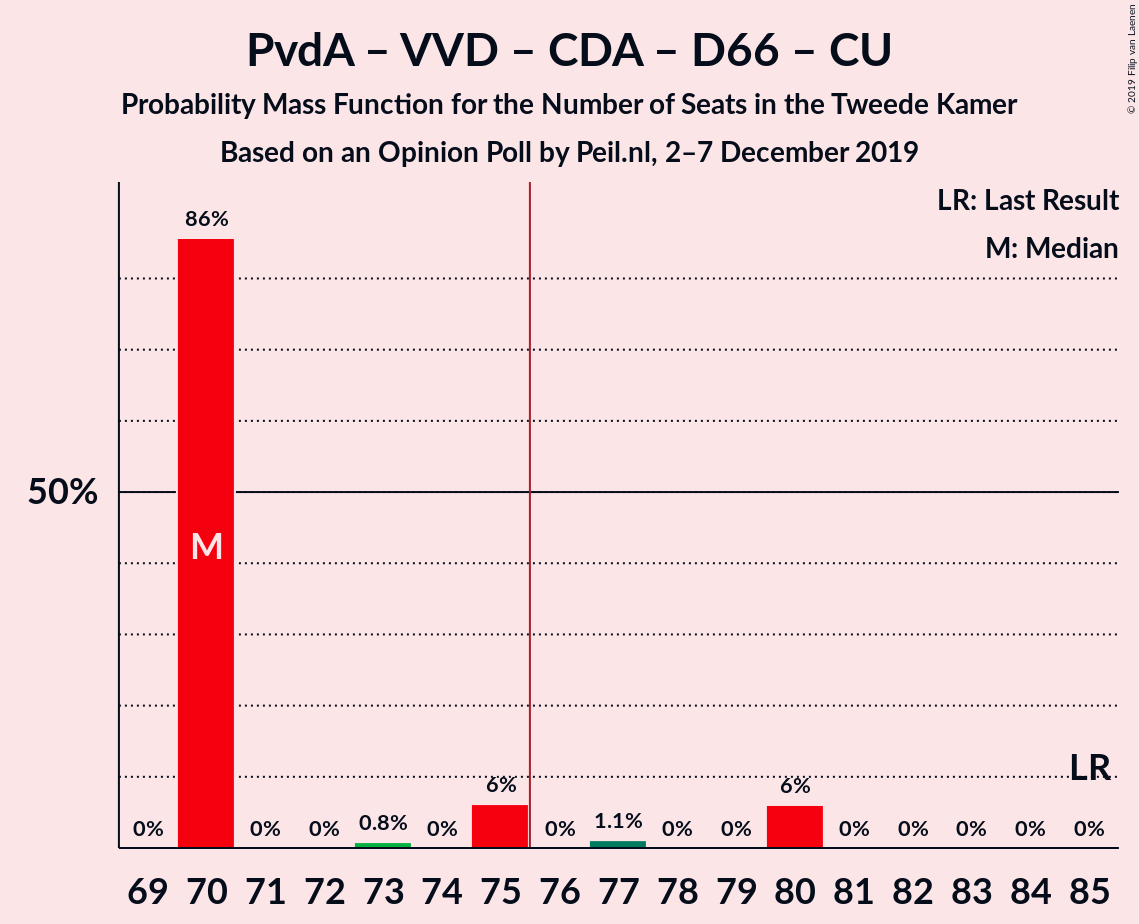 PvdA – VVD – CDA – D66 – CU
Probability Mass Function for the Number of Seats in the Tweede Kamer
Based on an Opinion Poll by Peil.nl, 2–7 December 2019
© 2019 Filip van Laenen
LR: Last Result
M: Median
50%
0% 86% 0% 0% 0.8% 0% 6% 0% 1.1% 0% 0% 6% 0% 0% 0% 0% 0%
M
LR
69 70 71 72 73 74 75 76 77 78 79 80 81 82 83 84 85